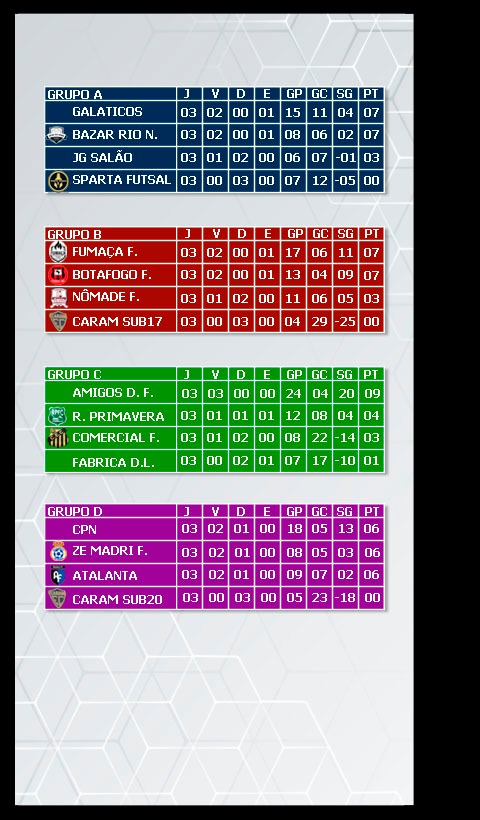 GRUPO A J V D E GP GC SG PT
GALATICOS 03 02 00 01 15 11 04 07
BAZAR RIO N. 03 02 00 01 08 06 02 07
JG SALÃO 03 01 02 00 06 07 -01 03
SPARTA FUTSAL 03 00 03 00 07 12 -05 00
GRUPO B J V D E GP GC SG PT
FUMAÇA F. 03 02 00 01 17 06 11 07
BOTAFOGO F. 03 02 00 01 13 04 09 07
NÔMADE F. 03 01 02 00 11 06 05 03
CARAM SUB17 03 00 03 00 04 29 -25 00
GRUPO C J V D E GP GC SG PT
AMIGOS D. F. 03 03 00 00 24 04 20 09
R. PRIMAVERA 03 01 01 01 12 08 04 04
COMERCIAL F. 03 01 02 00 08 22 -14 03
FABRICA D.L. 03 00 02 01 07 17 -10 01
GRUPO D J V D E GP GC SG PT
CPN 03 02 01 00 18 05 13 06
ZE MADRI F. 03 02 01 00 08 05 03 06
ATALANTA 03 02 01 00 09 07 02 06
CARAM SUB20 03 00 03 00 05 23 -18 00